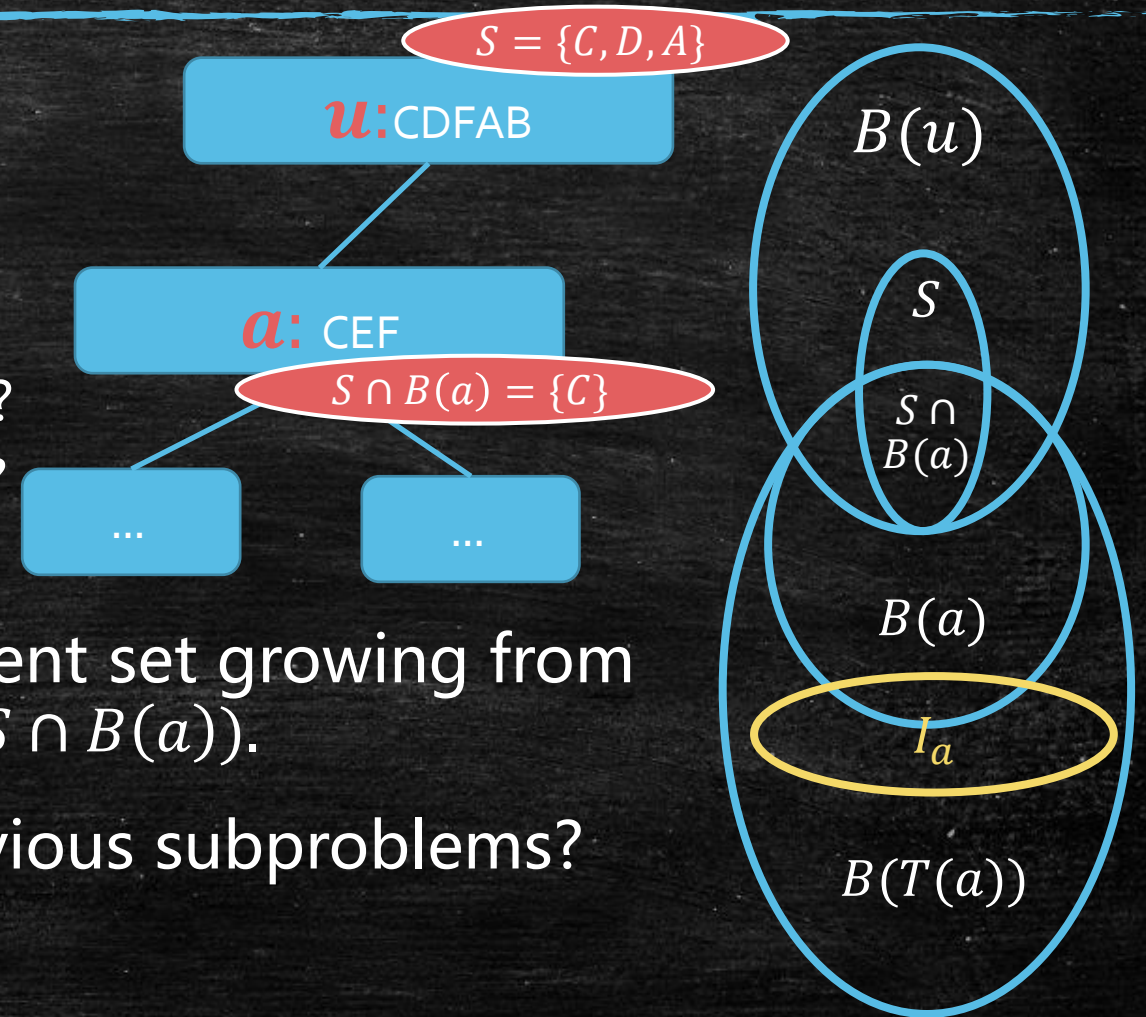 S = {C, D, A}
u:CDFAB
a: CEF
?
S ∩ B(a) = {C}
...
...
ent set growing from
S ∩ B(a)).
vious subproblems?
B(u)
S
S ∩
B(a)
B(a)
I_a
B(T(a))